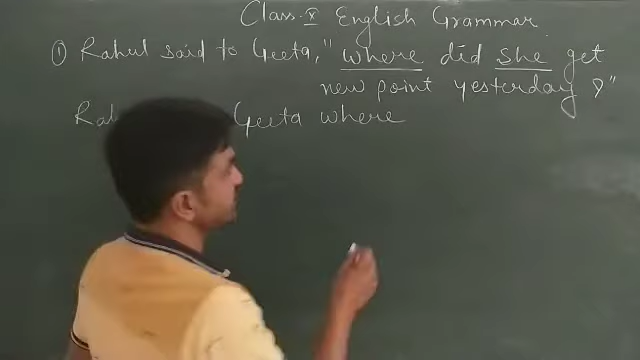 Class. X English Grammar
① Rahul said to Geeta, "where did she get
new point yesterday ?"
Geeta where